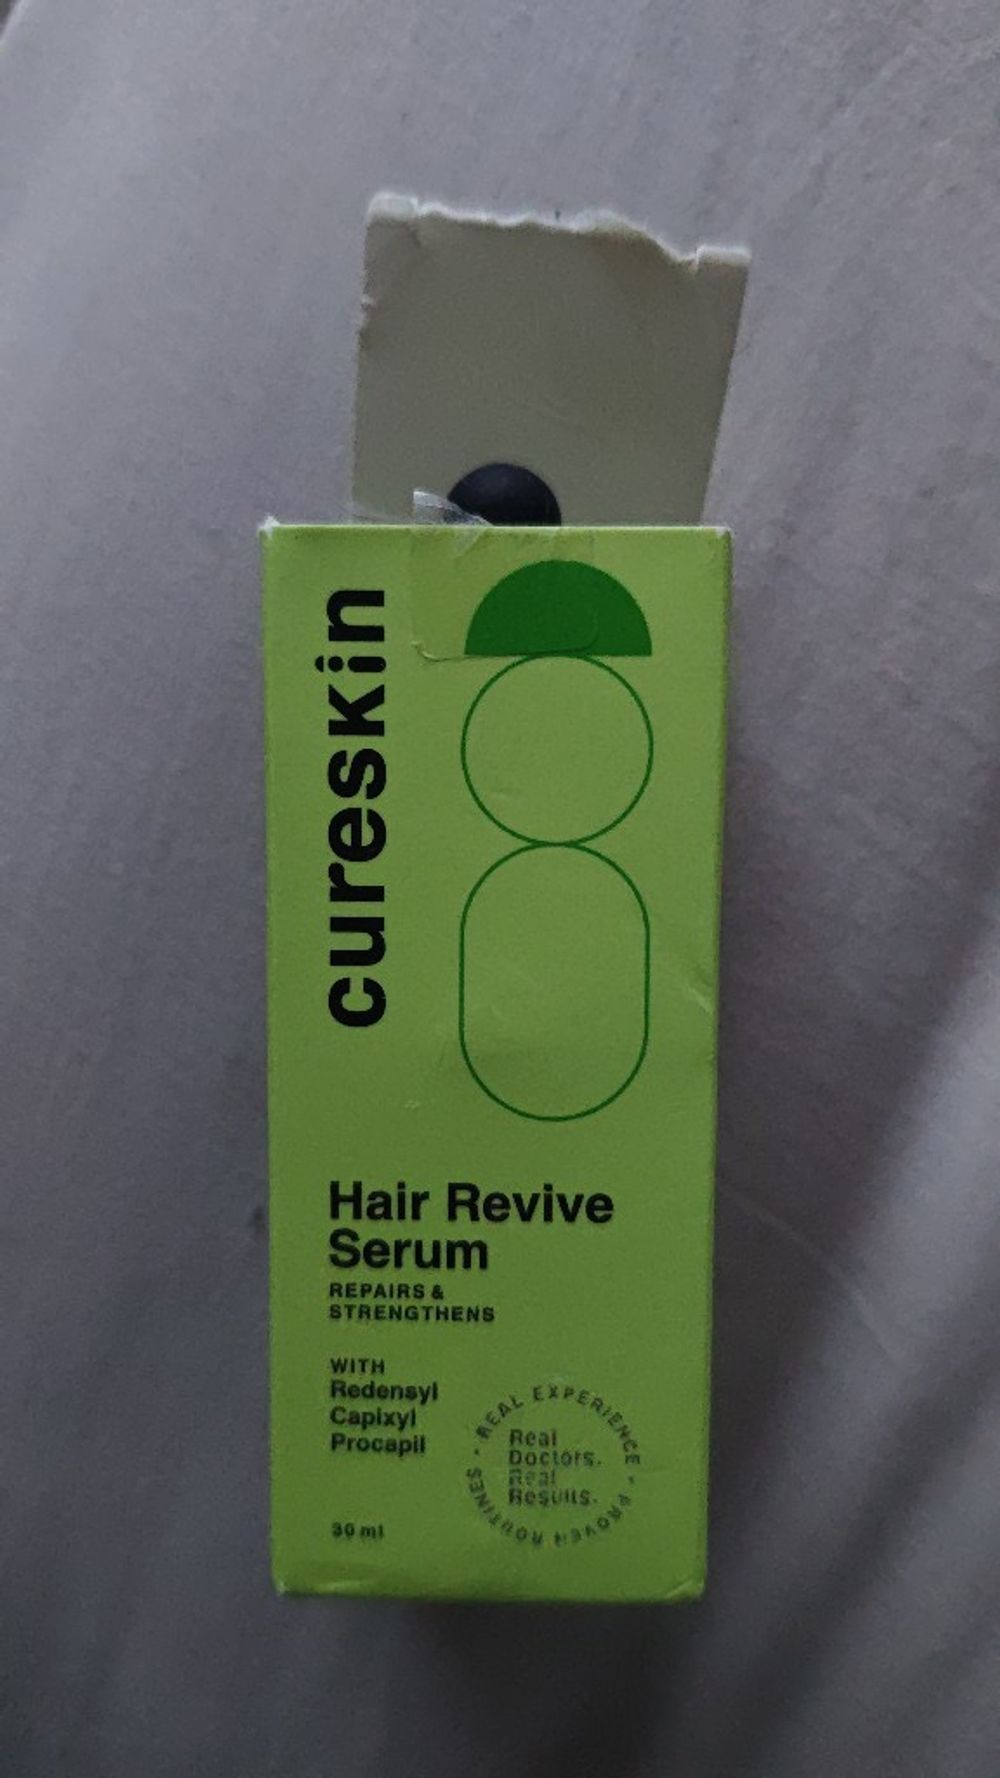 cureskin
Hair Revive
Serum
REPAIRS &
STRENGTHENS
WITH
Redensyl
Capixyl
Procapil
REAL EXPERIENCE • PROVEN ROUTINES •
Real
Doctors.
Real
Results.
30 ml